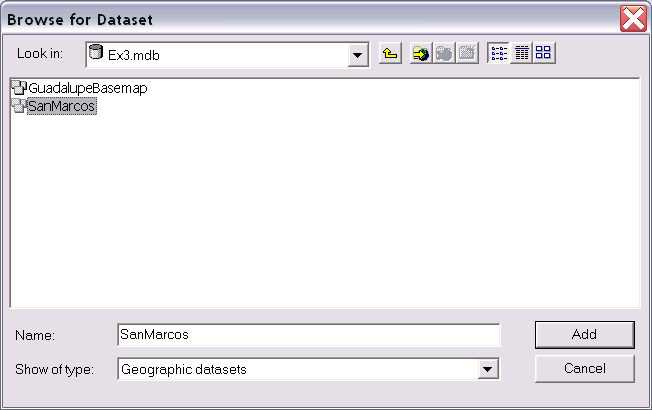 Browse for Dataset
Look in: Ex3.mdb
GuadalupeBasemap
SanMarcos
Name: SanMarcos Add
Show of type: Geographic datasets Cancel